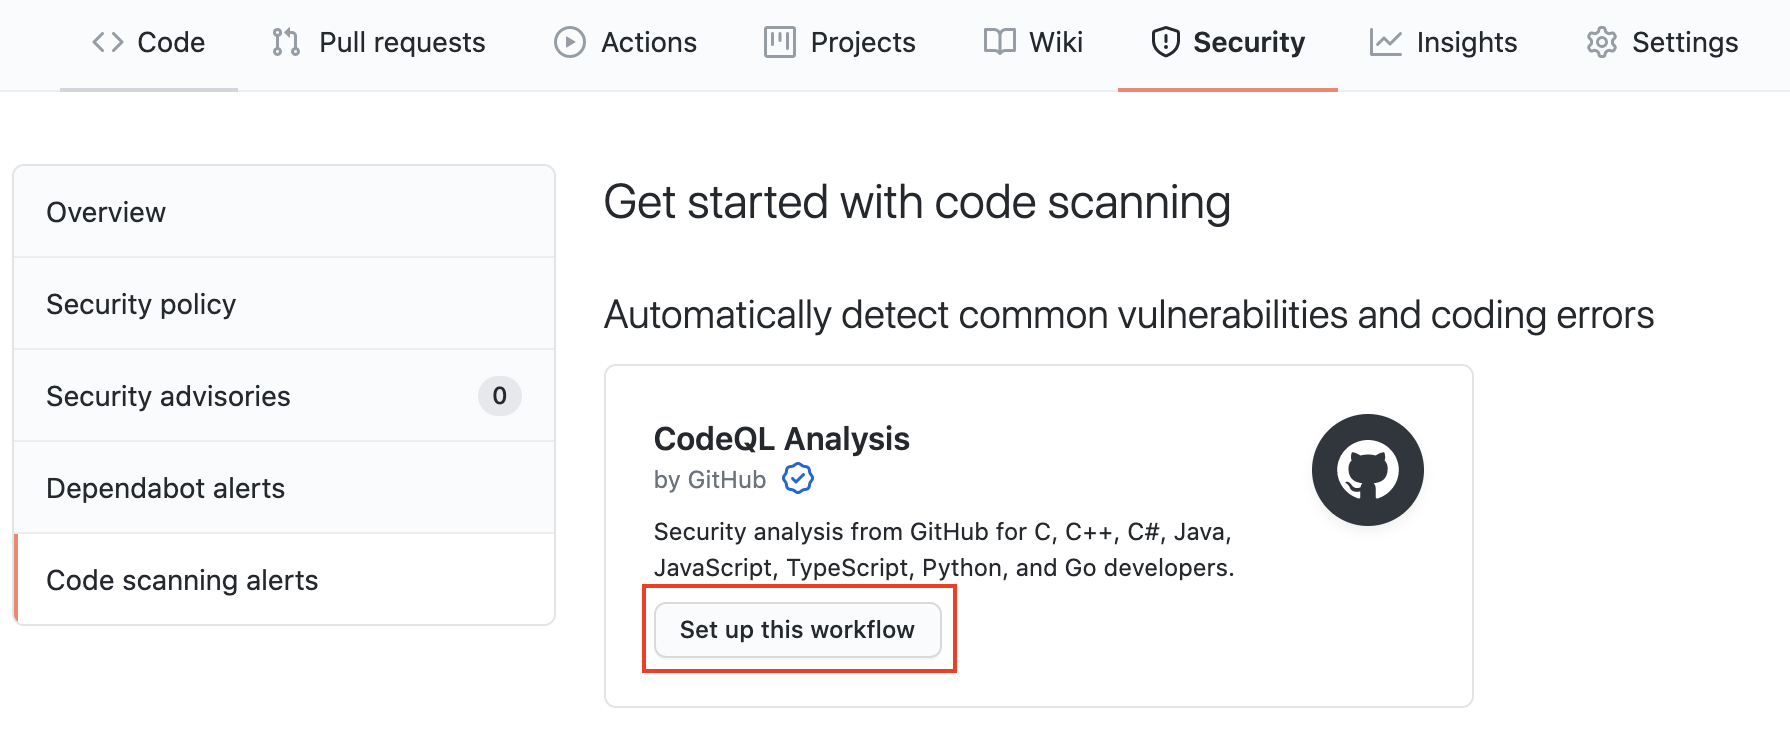 Code Pull requests Actions Projects Wiki Security Insights Settings
Overview
Security policy
Security advisories 0
Dependabot alerts
Code scanning alerts
Get started with code scanning
Automatically detect common vulnerabilities and coding errors
CodeQL Analysis
by GitHub
Security analysis from GitHub for C, C++, C#, Java,
JavaScript, TypeScript, Python, and Go developers.
Set up this workflow